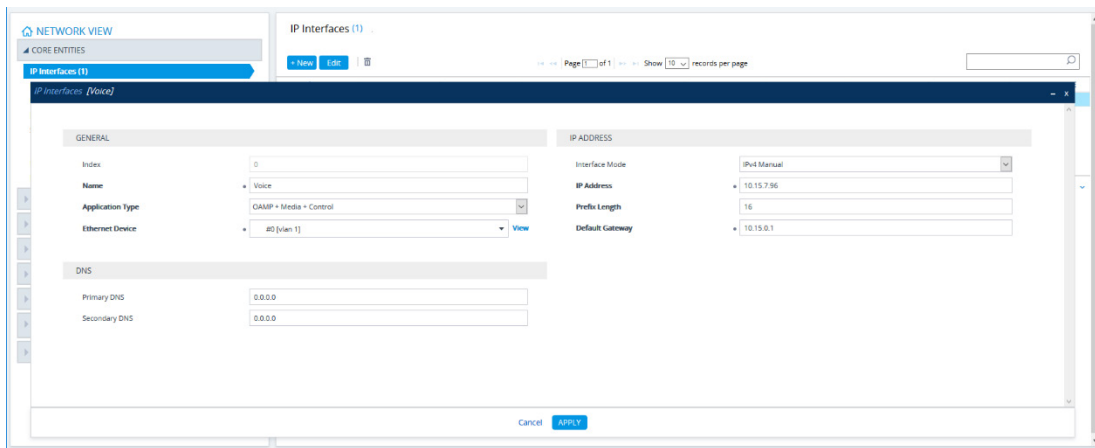 NETWORK VIEW
CORE ENTITIES
IP Interfaces (1)
IP Interfaces (1)
+ New Edit
Page 1 of 1 Show 10 records per page
IP Interfaces [Voice] – x
GENERAL
Index 0
Name Voice
Application Type OAMP + Media + Control
Ethernet Device #0 [vlan 1] View
DNS
Primary DNS 0.0.0.0
Secondary DNS 0.0.0.0
IP ADDRESS
Interface Mode IPv4 Manual
IP Address 10.15.7.96
Prefix Length 16
Default Gateway 10.15.0.1
Cancel APPLY